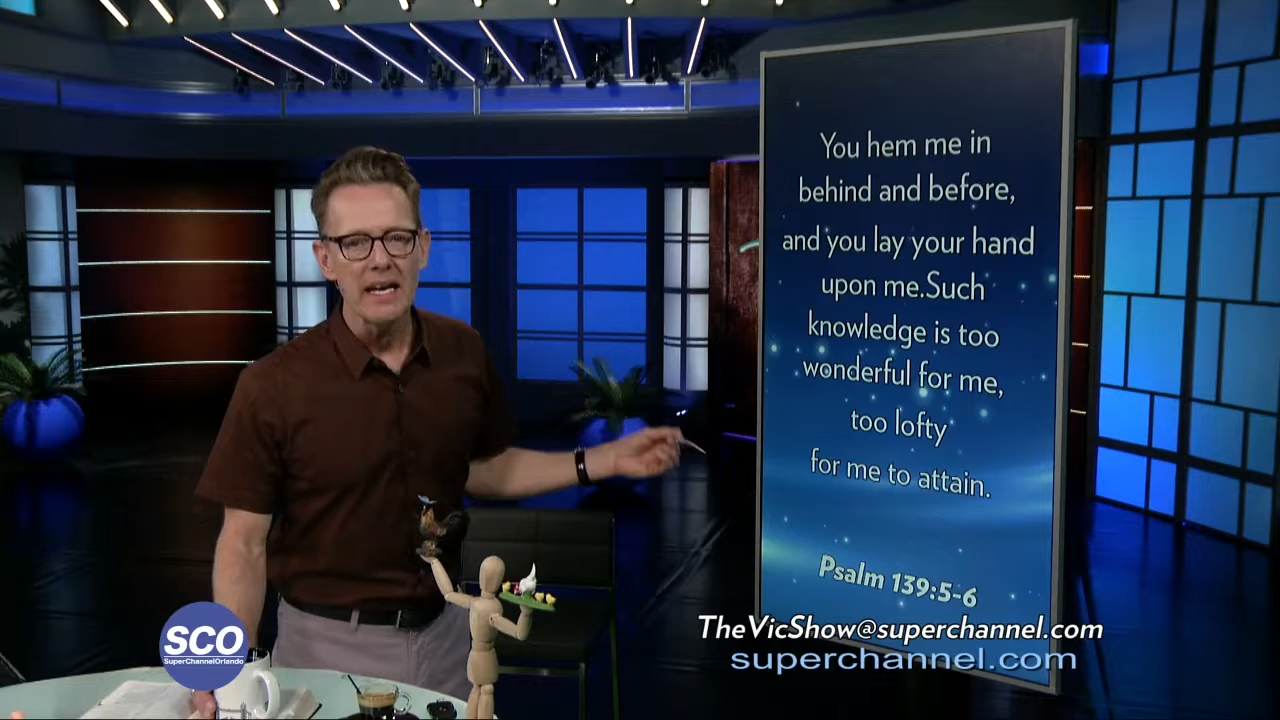 You hem me in
behind and before,
and you lay your hand
upon me.Such
knowledge is too
wonderful for me,
too lofty
for me to attain.
Psalm 139:5-6
TheVicShow@superchannel.com
superchannel.com
SCO
SuperChannelOrlando